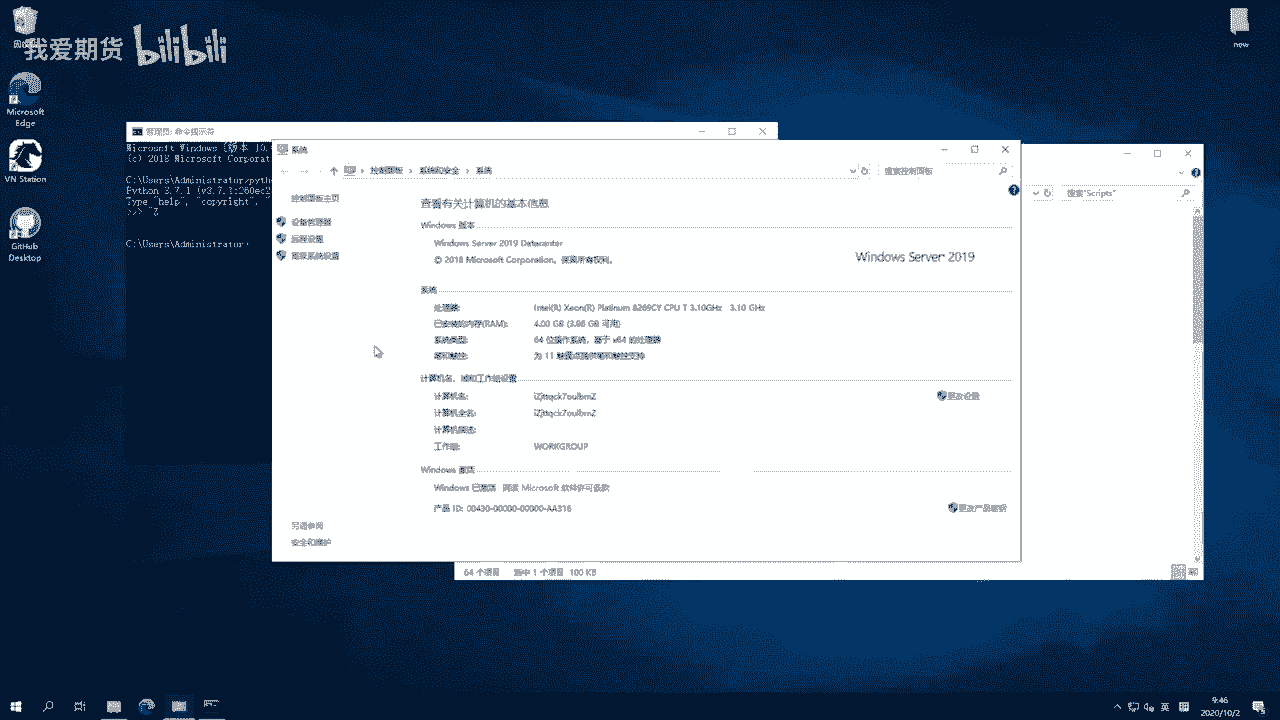 我爱期货 bilibili
new
Microsoft
Edge
VN Station
GitHub
Desktop
管理员: 命令提示符
Microsoft Windows [版本 10.
(c) 2018 Microsoft Corporat
C:\Users\Administrator>pyth
Python 3.7.1 (v3.7.1:260ec2
Type "help", "copyright",
>>> ^Z
C:\Users\Administrator>
系统
控制面板 › 系统和安全 › 系统
搜索控制面板
搜索"Scripts"
控制面板主页
设备管理器
远程设置
高级系统设置
查看有关计算机的基本信息
Windows 版本
Windows Server 2019 Datacenter
© 2018 Microsoft Corporation。保留所有权利。
Windows Server 2019
系统
处理器: Intel(R) Xeon(R) Platinum 8269CY CPU T 3.10GHz 3.10 GHz
已安装的内存(RAM): 4.00 GB (3.86 GB 可用)
系统类型: 64 位操作系统，基于 x64 的处理器
笔和触控: 为 11 触摸点提供笔和触控支持
计算机名、域和工作组设置
计算机名:
更改设置
计算机全名:
计算机描述:
工作组: WORKGROUP
Windows 激活
Windows 已激活 阅读 Microsoft 软件许可条款
产品 ID: 00430-00000-00000-AA316
更改产品密钥
另请参阅
安全和维护
64 个项目 选中 1 个项目 100 KB
英 拼
9:46
2020/10/2